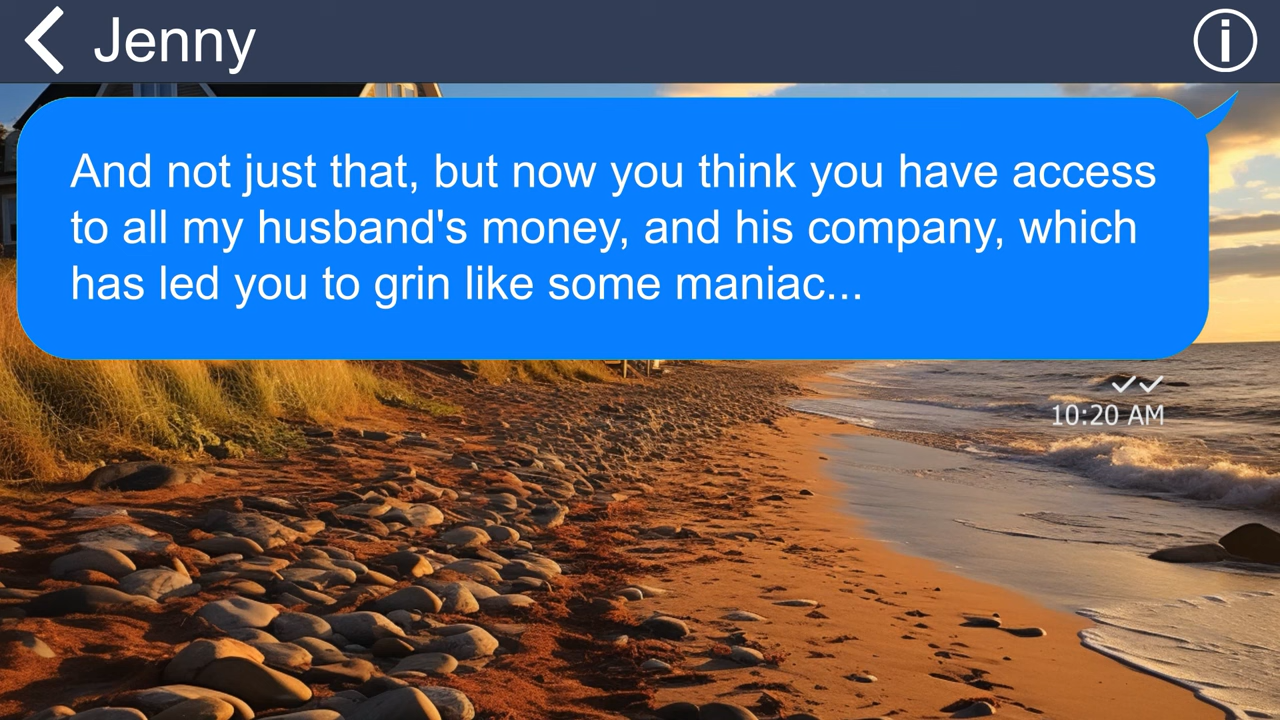 Jenny
And not just that, but now you think you have access
to all my husband's money, and his company, which
has led you to grin like some maniac...
10:20 AM